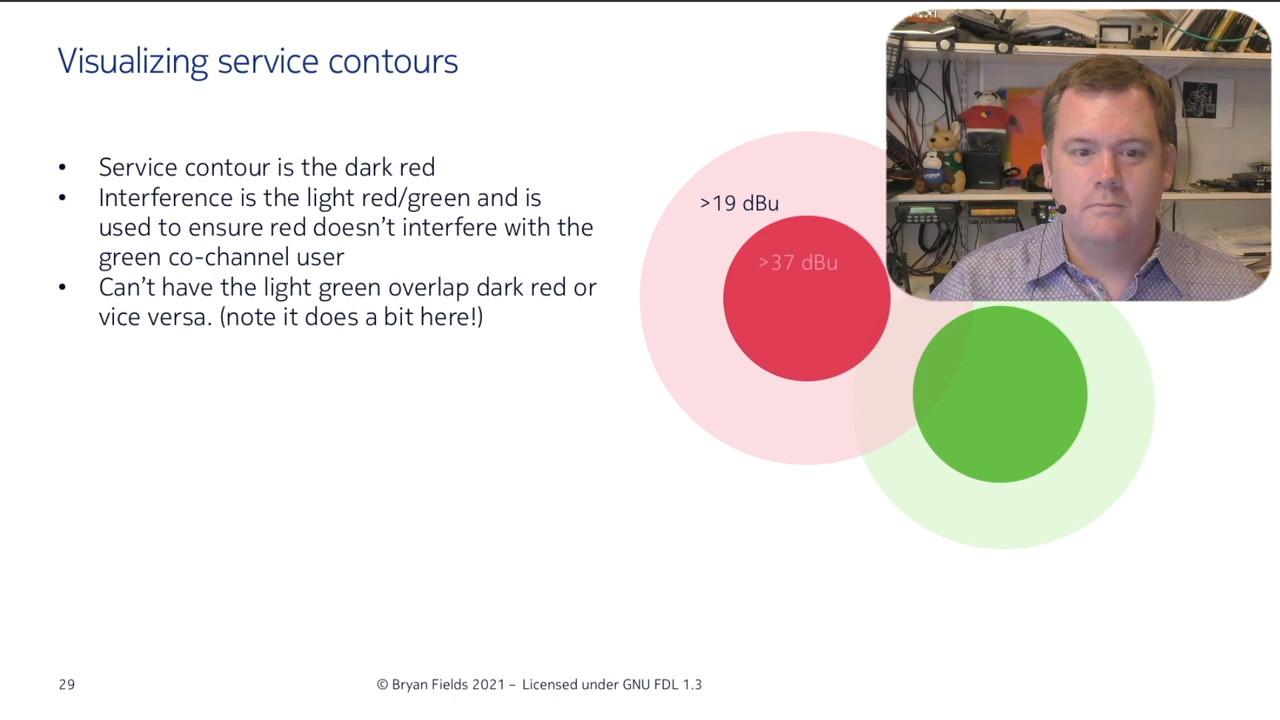 Visualizing service contours
• Service contour is the dark red
• Interference is the light red/green and is
used to ensure red doesn’t interfere with the
green co-channel user
• Can’t have the light green overlap dark red or
vice versa. (note it does a bit here!)
>19 dBu
>37 dBu
29
© Bryan Fields 2021 – Licensed under GNU FDL 1.3